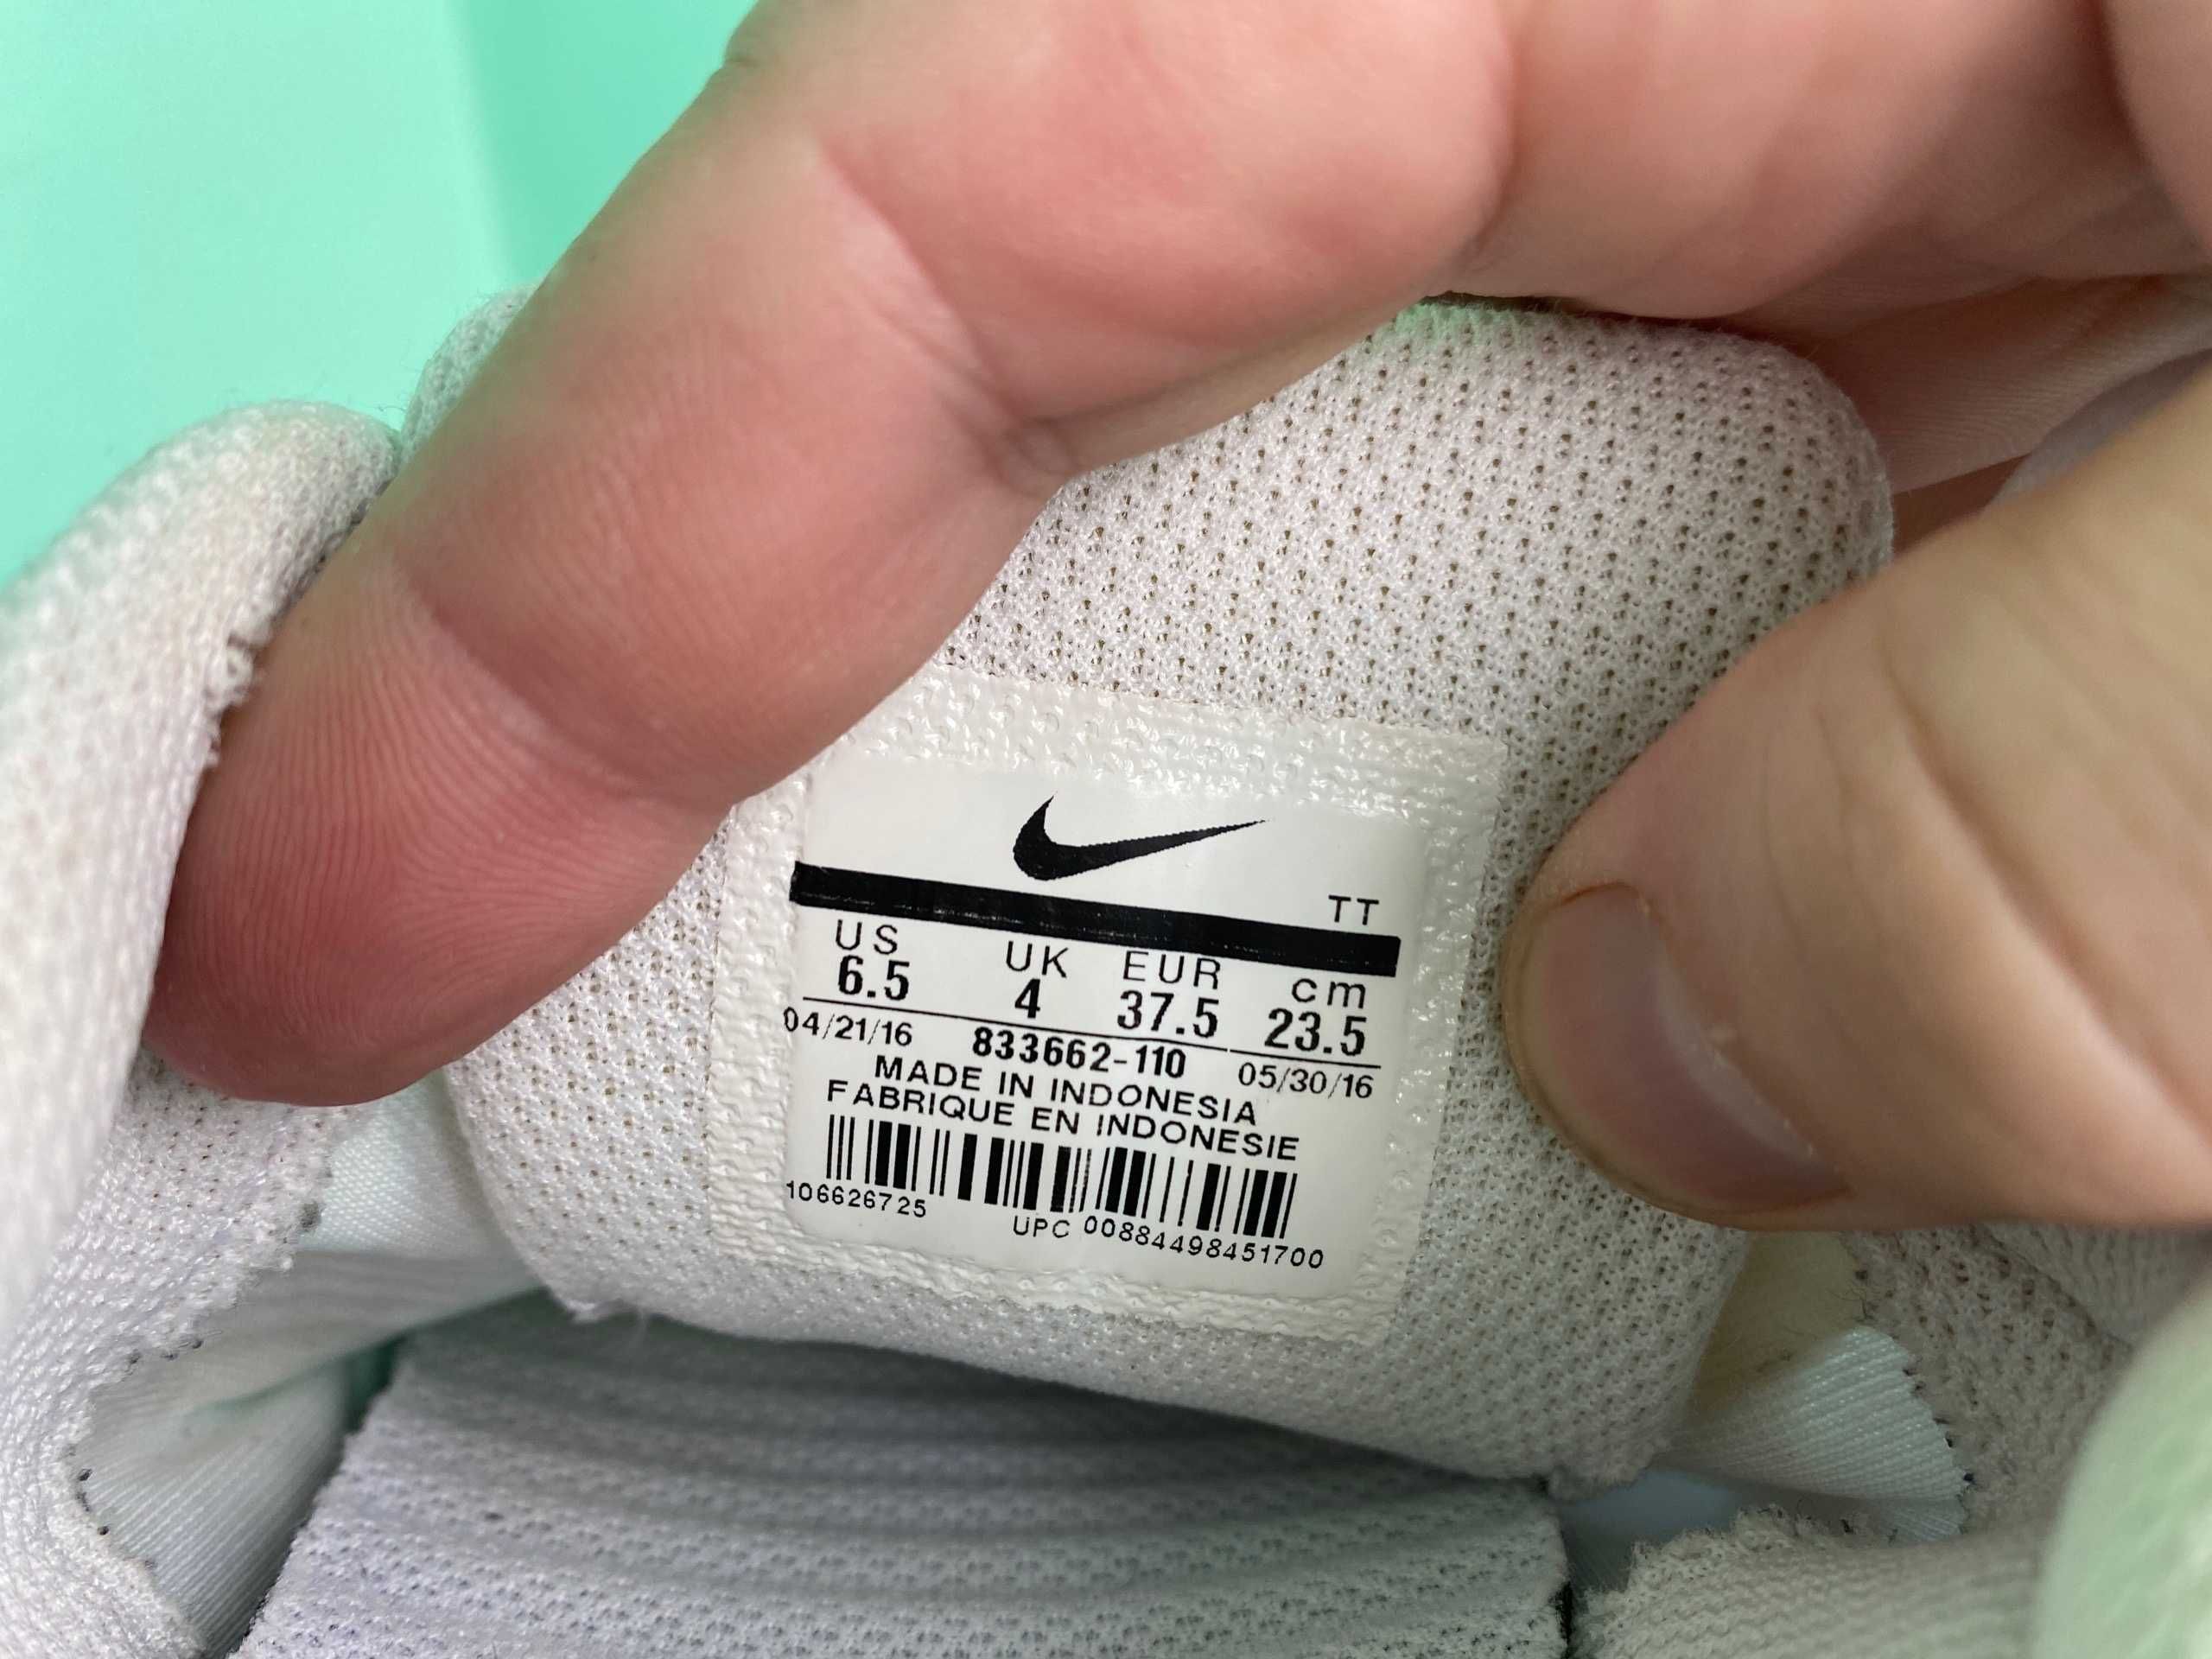 TT
US UK EUR cm
6.5 4 37.5 23.5
04/21/16 833662-110 05/30/16
MADE IN INDONESIA
FABRIQUE EN INDONESIE
106626725
UPC 00884498451700